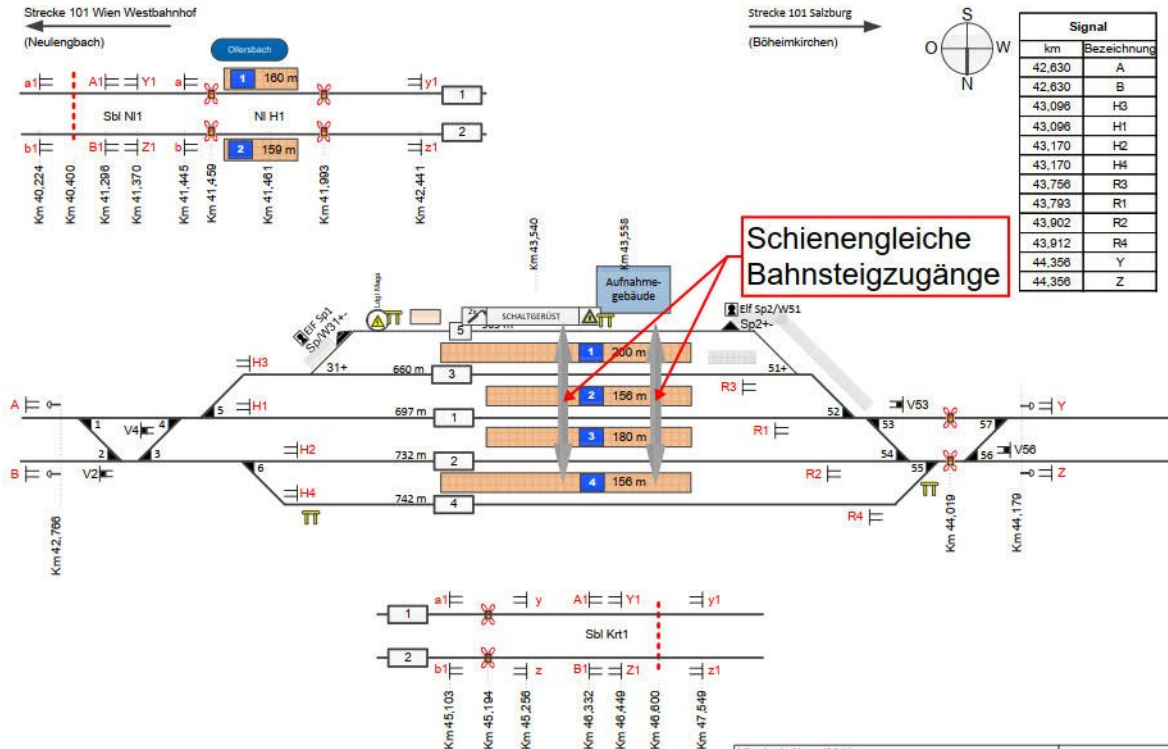 Strecke 101 Wien Westbahnhof
(Neulengbach)
Strecke 101 Salzburg
(Böheimkirchen)
S
O W
N
Signal
km Bezeichnung
42,630 A
42,630 B
43,096 H3
43,096 H1
43,170 H2
43,170 H4
43,756 R3
43,793 R1
43,902 R2
43,912 R4
44,356 Y
44,356 Z
Ollersbach
1 160 m
a1 A1 Y1 a y1
1
Sbl Nl1 Nl H1
2
2 159 m
b1 B1 Z1 b z1
Km 40,224
Km 40,400
Km 41,296
Km 41,370
Km 41,445
Km 41,459
Km 41,461
Km 41,993
Km 42,441
Km 43,540
Km 43,558
Schienengleiche
Bahnsteigzugänge
Aufnahme-
gebäude
Lagl Maga
2x SCHALTGERÜST
ElF Sp1
Sp/W31+-
Elf Sp2/W51
Sp2+-
5
1 200 m
H3 31+ 660 m 3 R3 51+
2 156 m
A 5 H1 697 m 1 R1 52 V53 Y
1 V4 4 53 57
3 180 m
2 3 H2 732 m 2 54 56 V56
B V2 6 R2 55 Z
4 156 m
H4 742 m 4 R4
Km 42,766
Km 44,019
Km 44,179
a1 y A1 Y1 y1
1
Sbl Krt1
2
b1 z B1 Z1 z1
Km 45,103
Km 45,194
Km 45,256
Km 46,332
Km 46,449
Km 46,600
Km 47,549